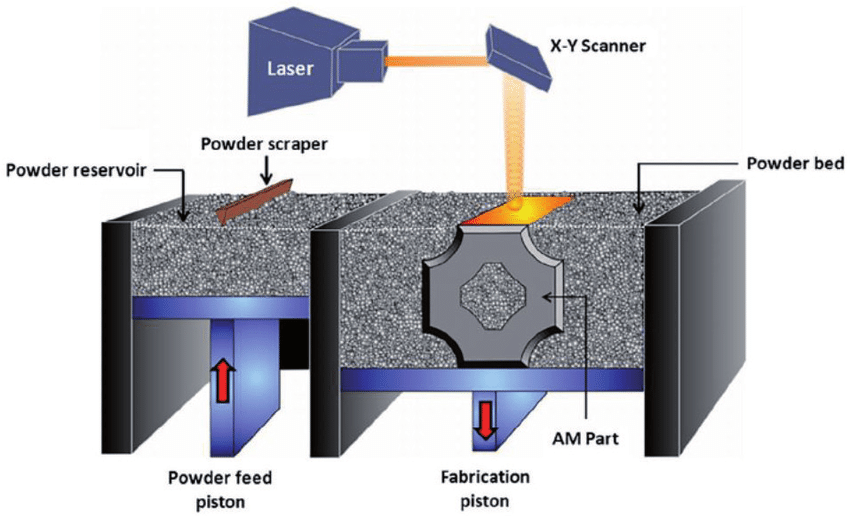 Laser
X-Y Scanner
Powder scraper
Powder reservoir
Powder bed
AM Part
Powder feed
piston
Fabrication
piston